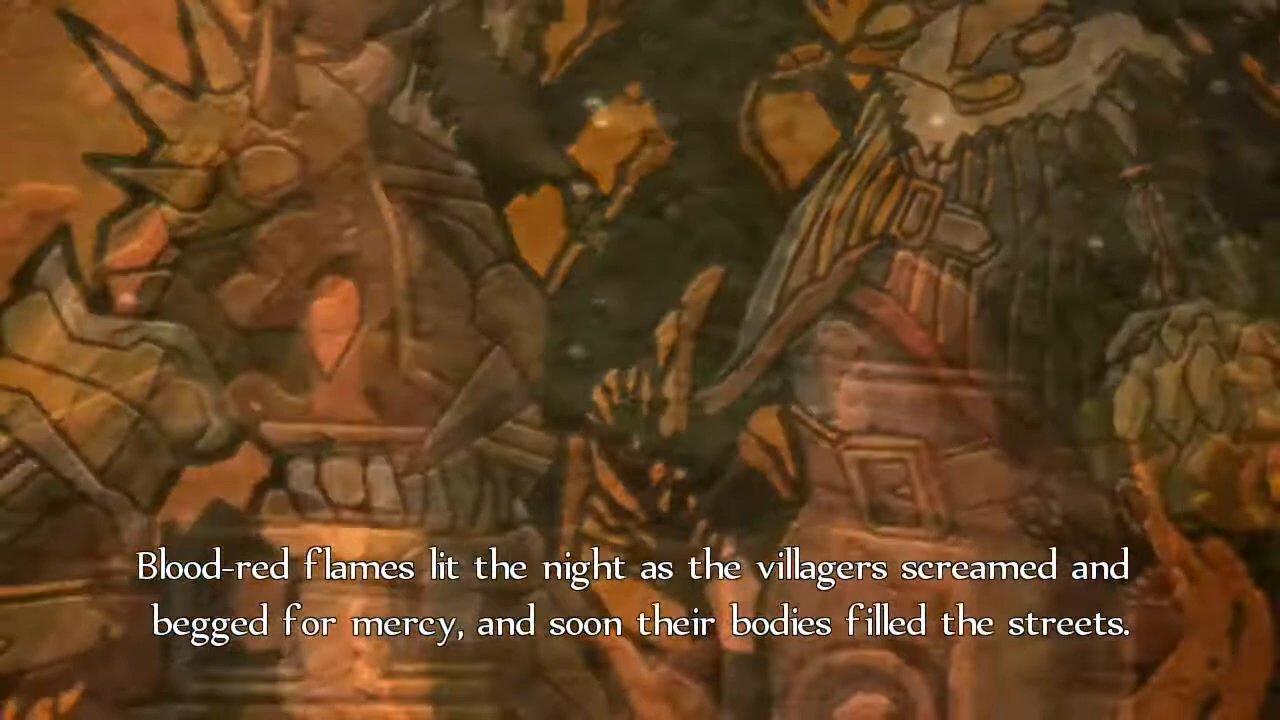 Blood-red flames lit the night as the villagers screamed and
begged for mercy, and soon their bodies filled the streets.